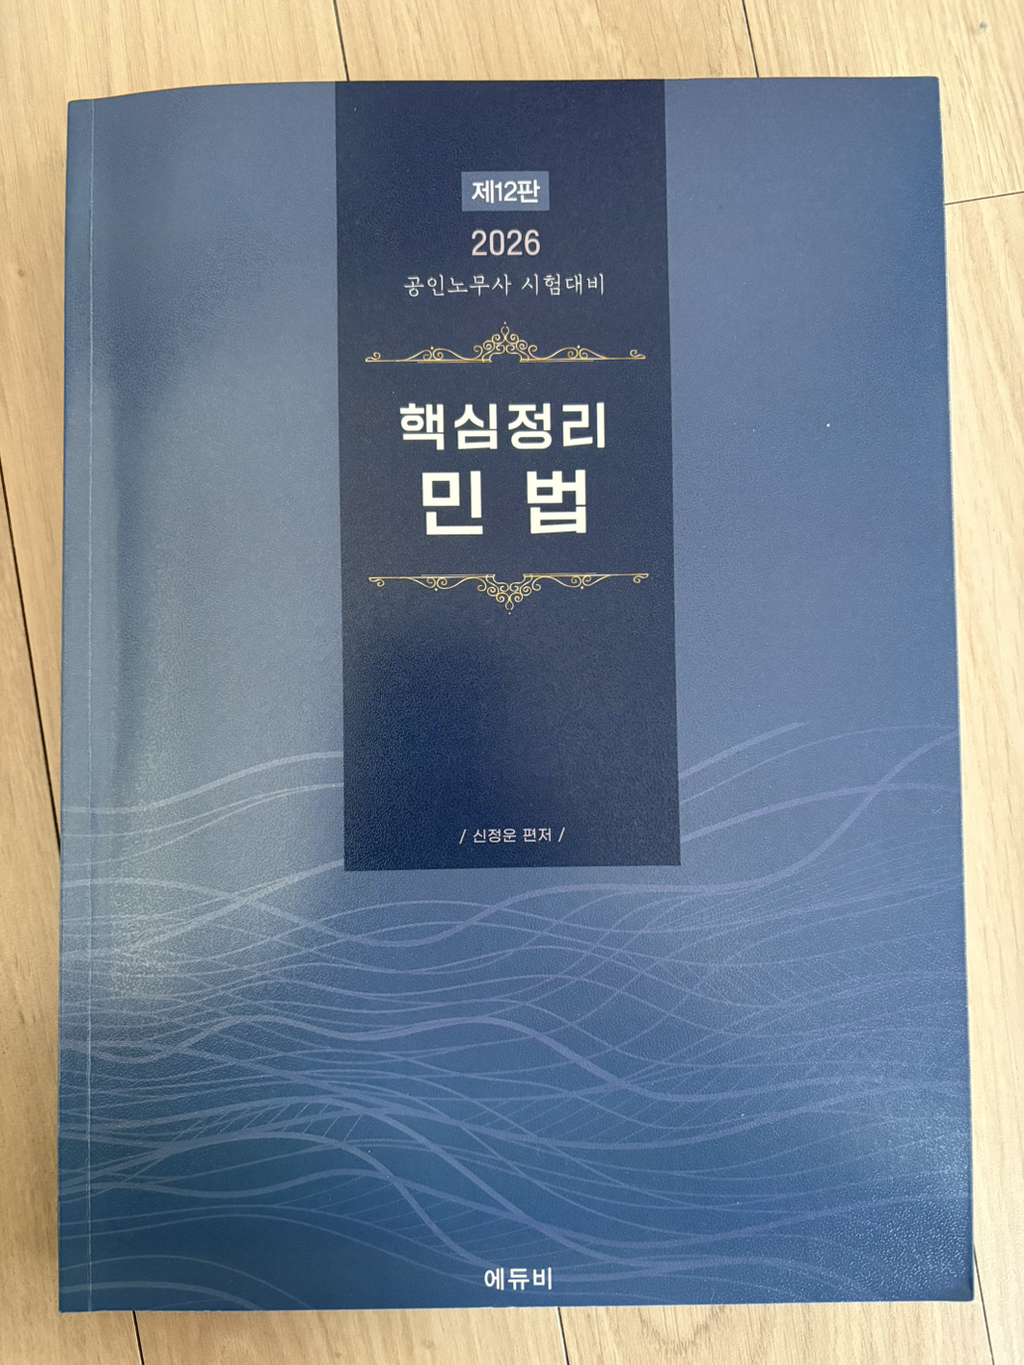 제12판
2026
공인노무사 시험대비
핵심정리
민 법
/ 신정운 편저 /
에듀비